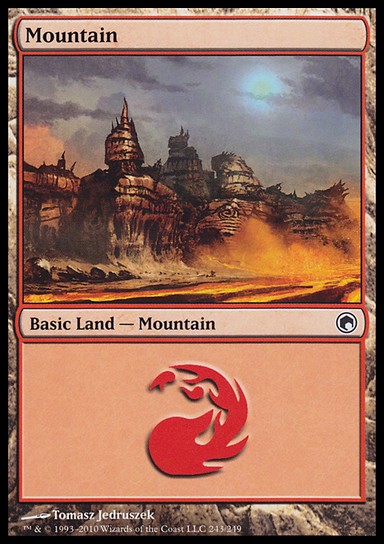 Mountain
Basic Land — Mountain
Tomasz Jedruszek
™ & © 1993-2010 Wizards of the Coast LLC 243/249